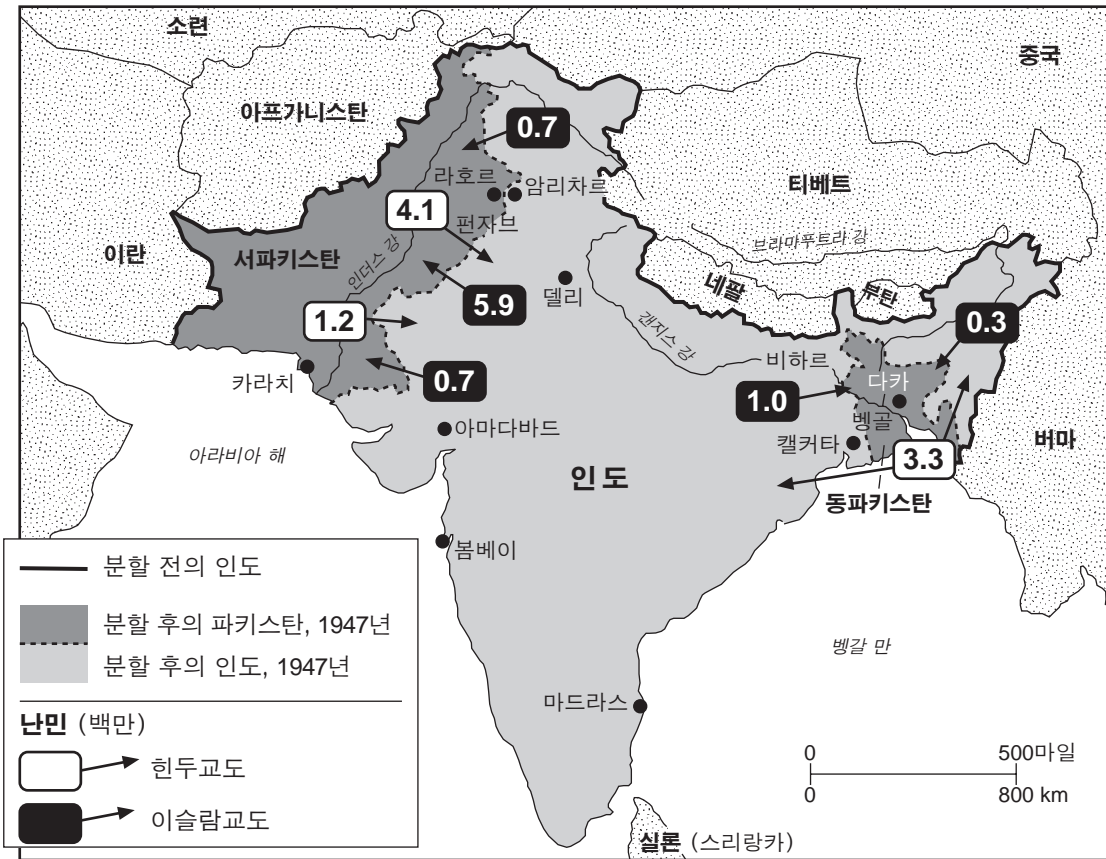 소련
중국
아프가니스탄
0.7
라호르
암리차르
티베트
4.1
펀자브
이란
서파키스탄
인더스 강
브라마푸트라 강
델리
네팔
부탄
5.9
1.2
갠지스 강
0.3
비하르
카라치
0.7
다카
1.0
벵골
아마다바드
캘커타
버마
아라비아 해
3.3
인도
동파키스탄
봄베이
분할 전의 인도
분할 후의 파키스탄, 1947년
분할 후의 인도, 1947년
벵갈 만
마드라스
난민 (백만)
힌두교도
이슬람교도
0 500마일
0 800 km
실론 (스리랑카)